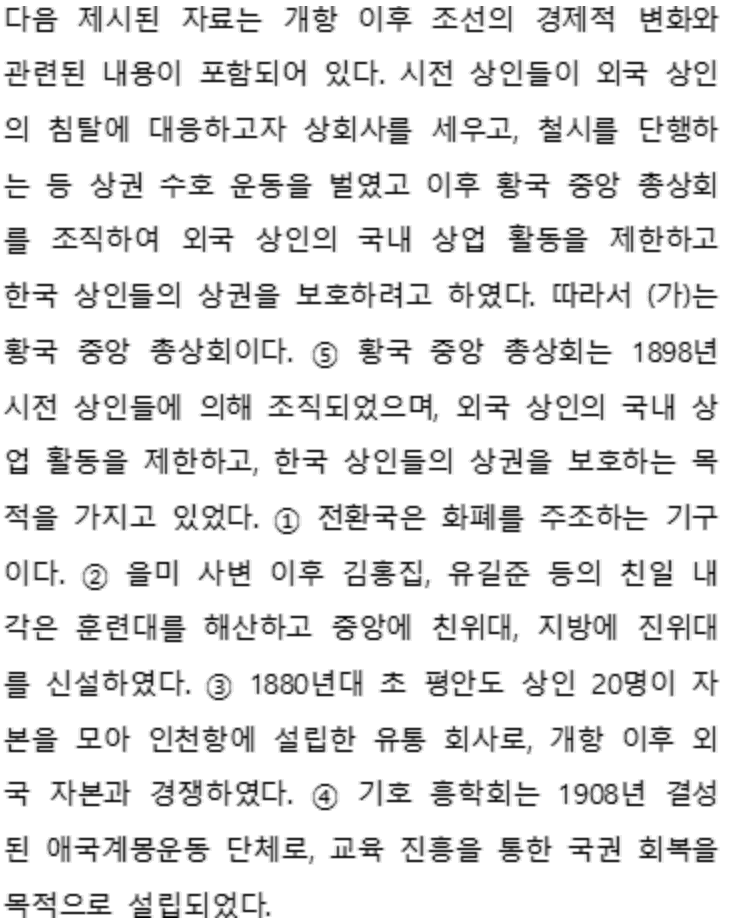 다음 제시된 자료는 개항 이후 조선의 경제적 변화와
관련된 내용이 포함되어 있다. 시전 상인들이 외국 상인
의 침탈에 대응하고자 상회사를 세우고, 철시를 단행하
는 등 상권 수호 운동을 벌였고 이후 황국 중앙 총상회
를 조직하여 외국 상인의 국내 상업 활동을 제한하고
한국 상인들의 상권을 보호하려고 하였다. 따라서 (가)는
황국 중앙 총상회이다. ⑤ 황국 중앙 총상회는 1898년
시전 상인들에 의해 조직되었으며, 외국 상인의 국내 상
업 활동을 제한하고, 한국 상인들의 상권을 보호하는 목
적을 가지고 있었다. ① 전환국은 화폐를 주조하는 기구
이다. ② 을미 사변 이후 김홍집, 유길준 등의 친일 내
각은 훈련대를 해산하고 중앙에 친위대, 지방에 진위대
를 신설하였다. ③ 1880년대 초 평안도 상인 20명이 자
본을 모아 인천항에 설립한 유통 회사로, 개항 이후 외
국 자본과 경쟁하였다. ④ 기호 흥학회는 1908년 결성
된 애국계몽운동 단체로, 교육 진흥을 통한 국권 회복을
목적으로 설립되었다.